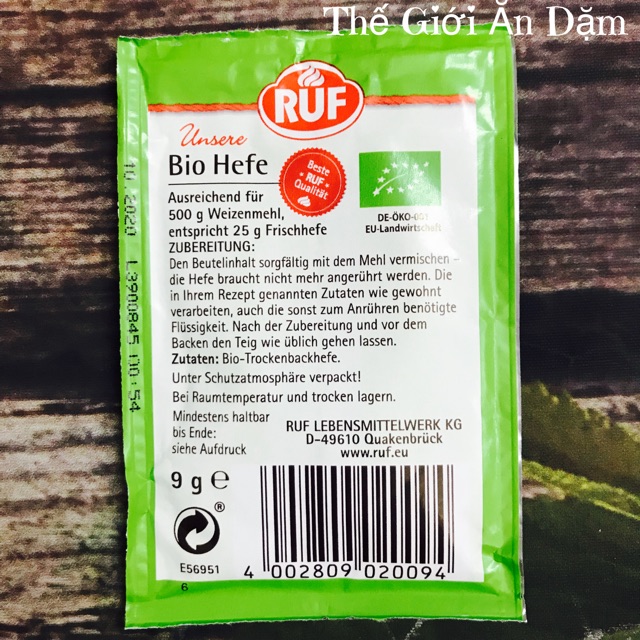 Thế Giới Ăn Dặm
RUF
Unsere
Bio Hefe
Beste
RUF
Qualität
Ausreichend für
500 g Weizenmehl,
entspricht 25 g Frischhefe
DE-ÖKO-001
EU-Landwirtschaft
ZUBEREITUNG:
Den Beutelinhalt sorgfältig mit dem Mehl vermischen –
die Hefe braucht nicht mehr angerührt werden. Die
in Ihrem Rezept genannten Zutaten wie gewohnt
verarbeiten, auch die sonst zum Anrühren benötigte
Flüssigkeit. Nach der Zubereitung und vor dem
Backen den Teig wie üblich gehen lassen.
Zutaten: Bio-Trockenbackhefe.
Unter Schutzatmosphäre verpackt!
Bei Raumtemperatur und trocken lagern.
Mindestens haltbar
bis Ende:
siehe Aufdruck
RUF LEBENSMITTELWERK KG
D-49610 Quakenbrück
www.ruf.eu
9 g e
®
E56951
6
4 002809 020094
10.2020 L3900845 00:54